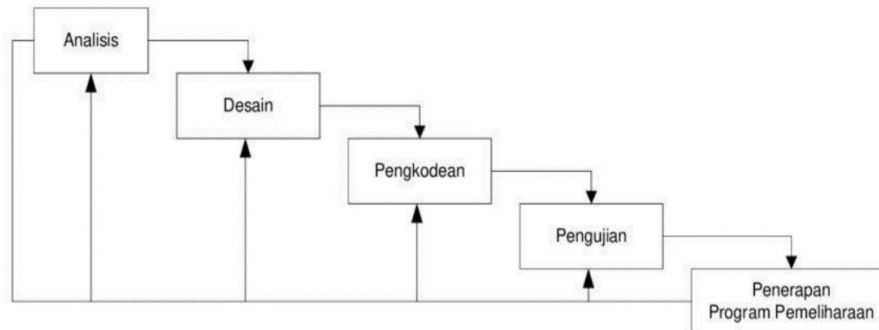 Analisis
Desain
Pengkodean
Pengujian
Penerapan
Program Pemeliharaan